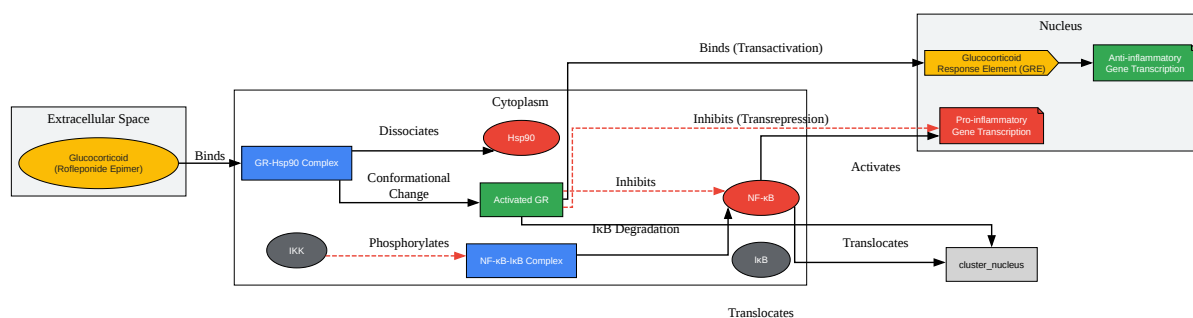 Nucleus
Binds (Transactivation)
Glucocorticoid
Response Element (GRE)
Anti-inflammatory
Gene Transcription
Cytoplasm
Extracellular Space
Dissociates
Hsp90
Inhibits (Transrepression)
Pro-inflammatory
Gene Transcription
Glucocorticoid
(Rofleponide Epimer)
Binds
GR-Hsp90 Complex
Activates
Conformational
Change
Activated GR
Inhibits
NF-κB
IκB Degradation
IKK
Phosphorylates
NF-κB-IκB Complex
IκB
Translocates
cluster_nucleus
Translocates